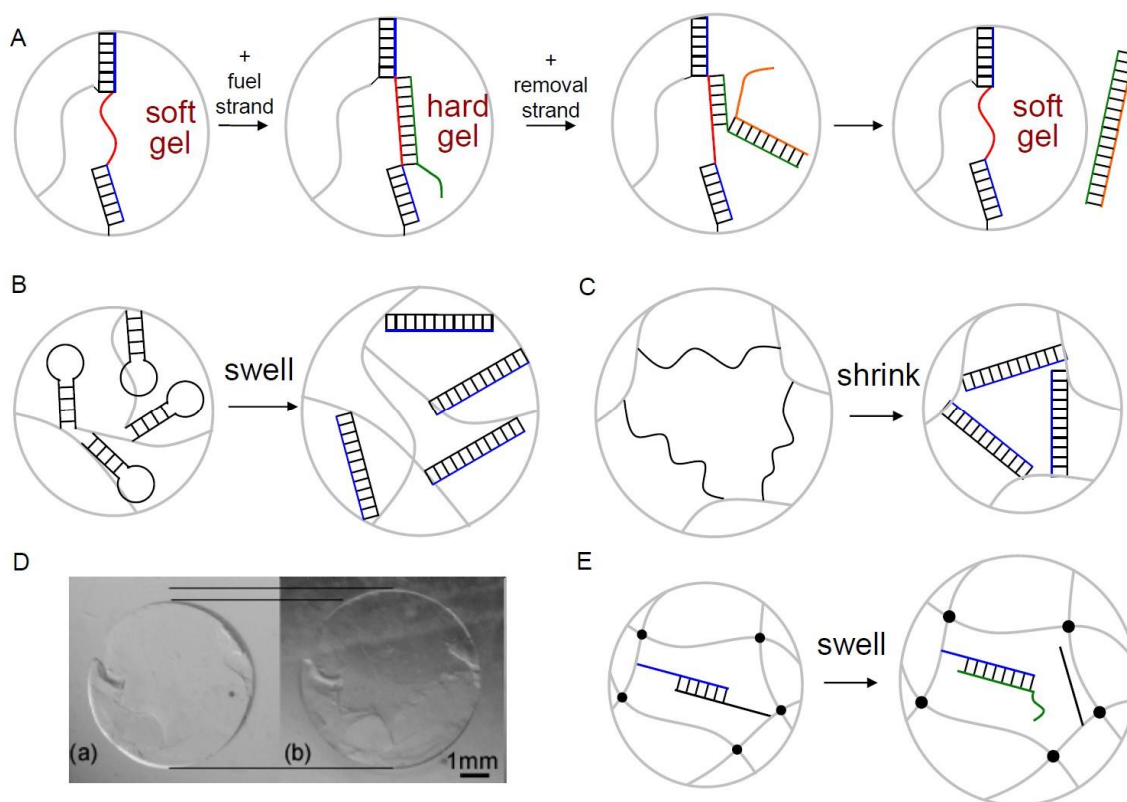 A
+
fuel
strand
soft
gel
hard
gel
+
removal
strand
soft
gel
B
swell
C
shrink
D
(a)
(b)
1mm
E
swell